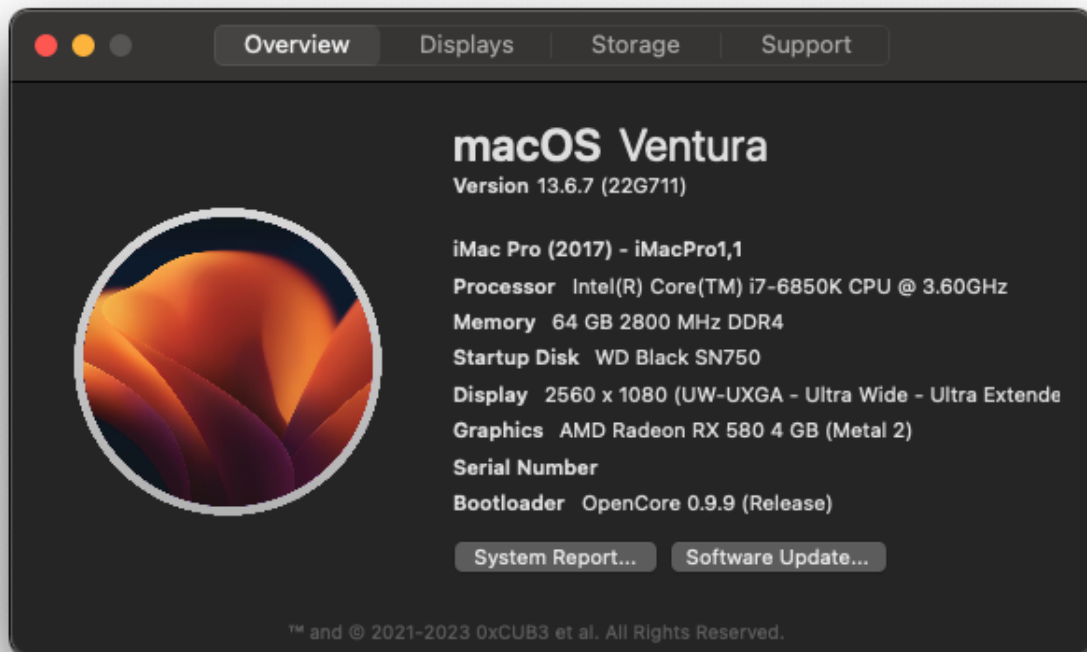 Overview Displays Storage Support
macOS Ventura
Version 13.6.7 (22G711)
iMac Pro (2017) - iMacPro1,1
Processor Intel(R) Core(TM) i7-6850K CPU @ 3.60GHz
Memory 64 GB 2800 MHz DDR4
Startup Disk WD Black SN750
Display 2560 x 1080 (UW-UXGA - Ultra Wide - Ultra Extende
Graphics AMD Radeon RX 580 4 GB (Metal 2)
Serial Number
Bootloader OpenCore 0.9.9 (Release)
System Report... Software Update...
™ and © 2021-2023 0xCUB3 et al. All Rights Reserved.